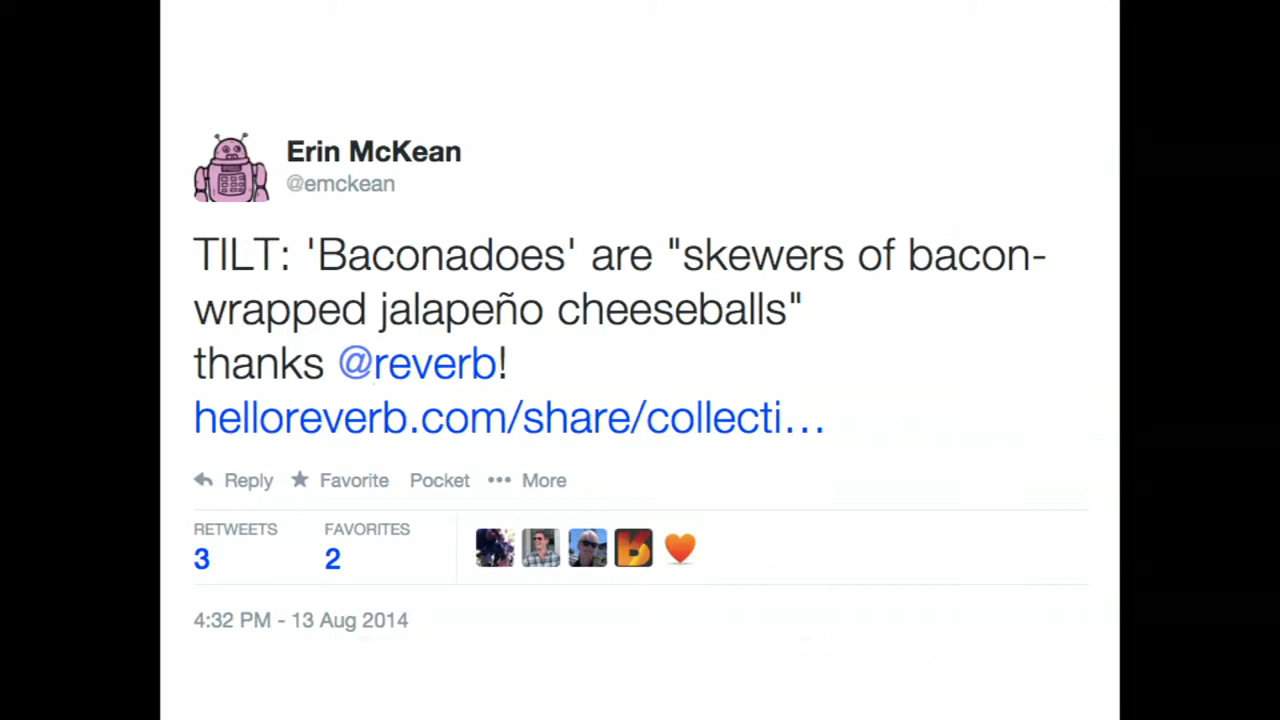 Erin McKean
@emckean
TILT: 'Baconadoes' are "skewers of bacon-
wrapped jalapeño cheeseballs"
thanks @reverb!
helloreverb.com/share/collecti…
Reply Favorite Pocket More
RETWEETS FAVORITES
3 2
4:32 PM - 13 Aug 2014